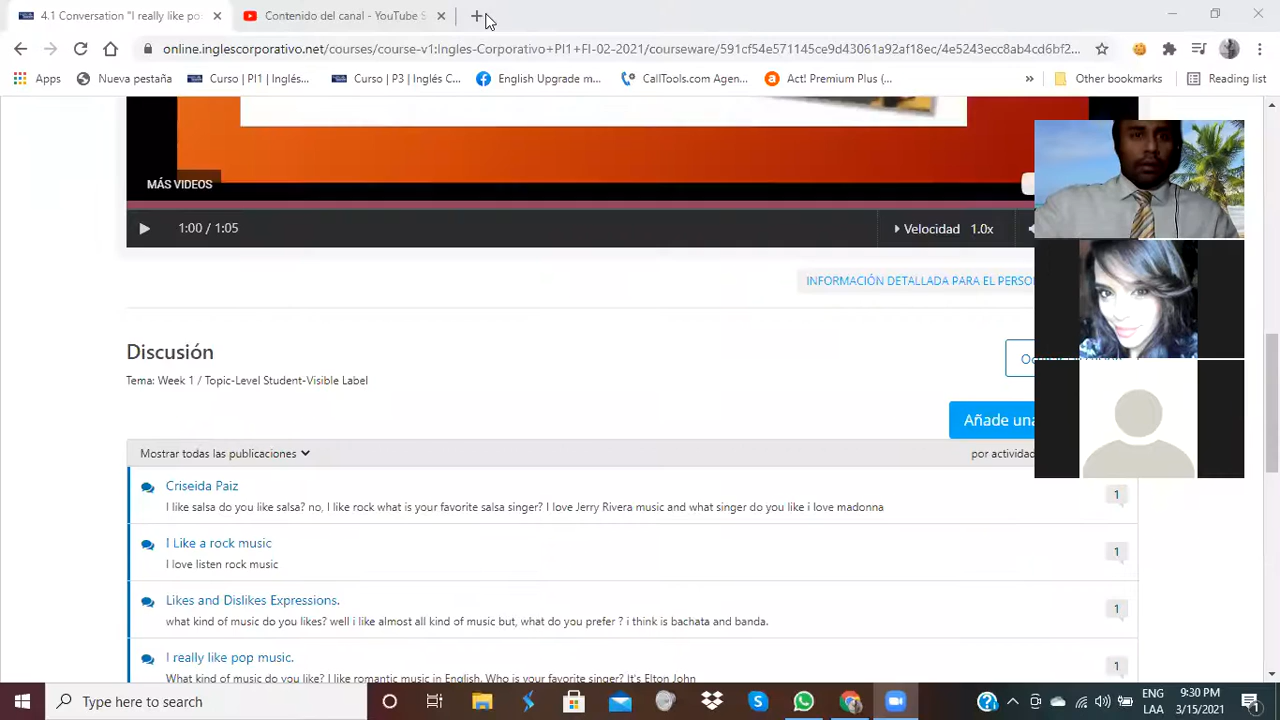 4.1 Conversation "I really like po
Contenido del canal - YouTube S
online.inglescorporativo.net/courses/course-v1:Ingles-Corporativo+PI1+FI-02-2021/courseware/591cf54e571145ce9d43061a92af18ec/4e5243ecc8ab4cd6bf2...
Apps
Nueva pestaña
Curso | PI1 | Inglés...
Curso | P3 | Inglés C...
English Upgrade m...
CallTools.com Agen...
Act! Premium Plus (...
»
Other bookmarks
Reading list
MÁS VIDEOS
1:00 / 1:05
Velocidad 1.0x
INFORMACIÓN DETALLADA PARA EL PERSO
Discusión
Tema: Week 1 / Topic-Level Student-Visible Label
Añade una
Mostrar todas las publicaciones
por actividad
Criseida Paiz
I like salsa do you like salsa? no, I like rock what is your favorite salsa singer? I love Jerry Rivera music and what singer do you like i love madonna
1
I Like a rock music
I love listen rock music
1
Likes and Dislikes Expressions.
what kind of music do you likes? well i like almost all kind of music but, what do you prefer ? i think is bachata and banda.
1
I really like pop music.
What kind of music do you like? I like romantic music in English. Who is your favorite singer? It's Elton John
1
Type here to search
ENG
LAA
9:30 PM
3/15/2021
1